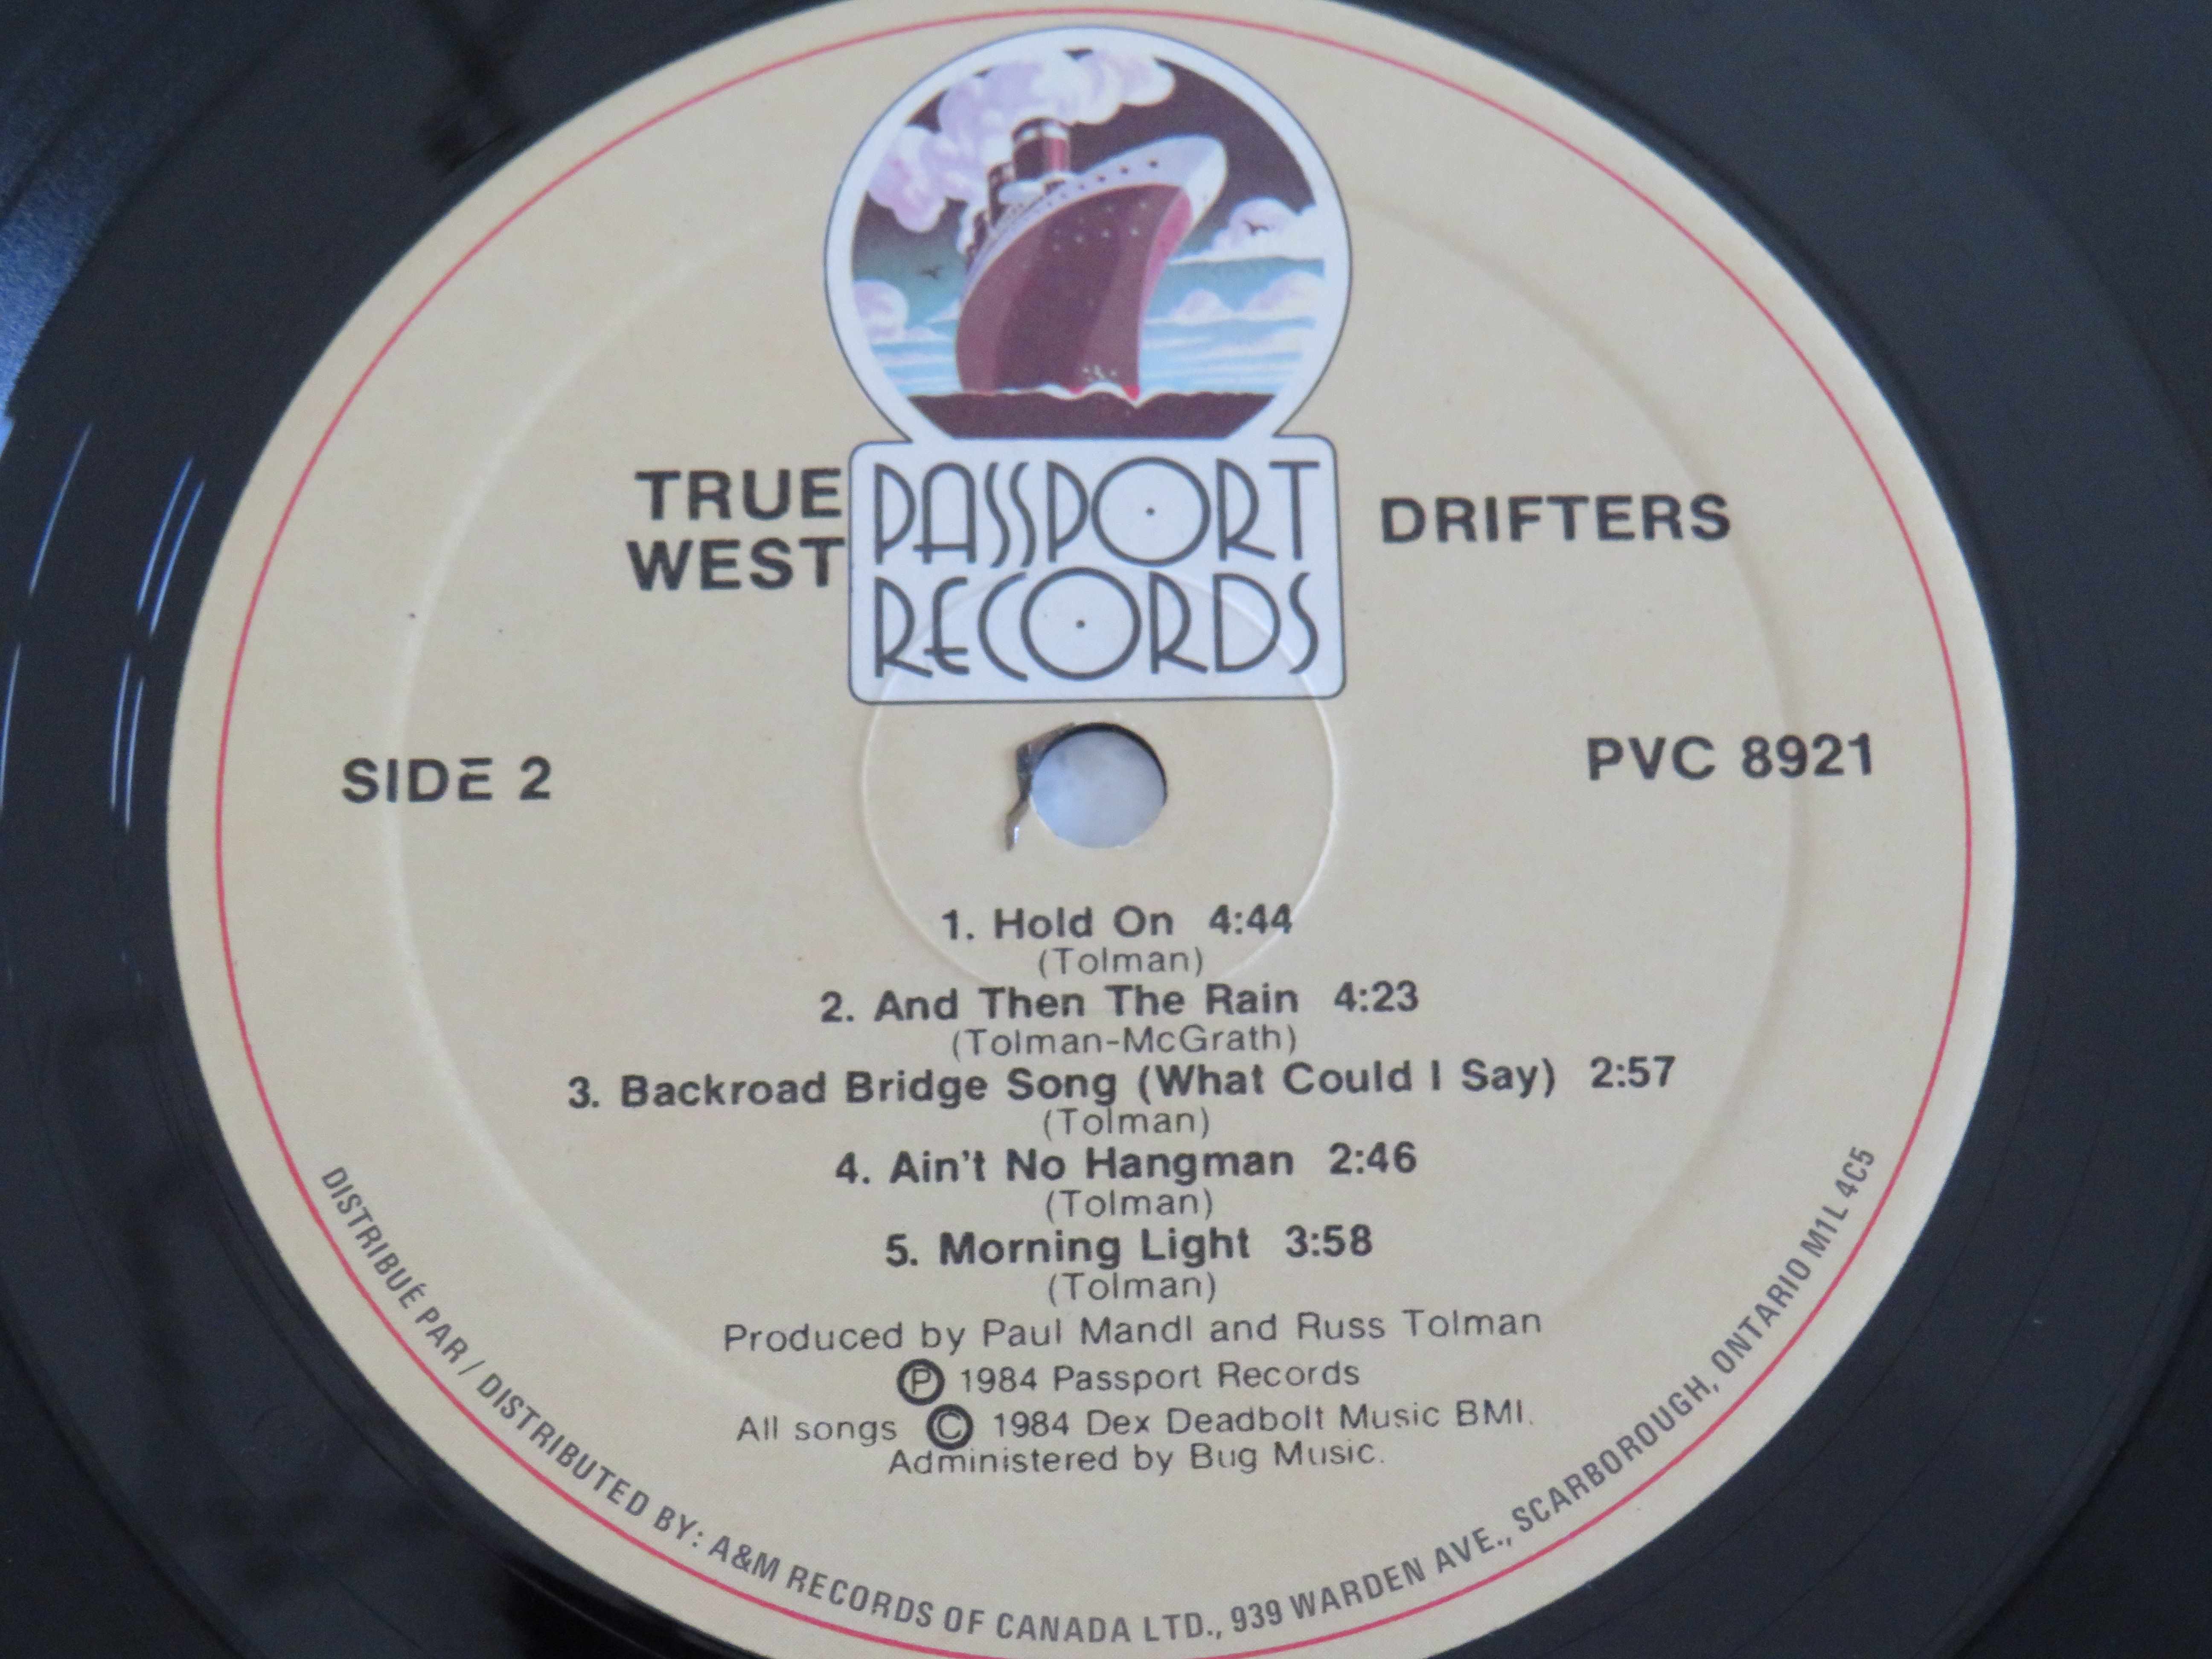 TRUE
WEST
PASSPORT
RECORDS
DRIFTERS
SIDE 2
PVC 8921
1. Hold On 4:44
(Tolman)
2. And Then The Rain 4:23
(Tolman-McGrath)
3. Backroad Bridge Song (What Could I Say) 2:57
(Tolman)
4. Ain't No Hangman 2:46
(Tolman)
5. Morning Light 3:58
(Tolman)
Produced by Paul Mandl and Russ Tolman
Ⓟ 1984 Passport Records
All songs © 1984 Dex Deadbolt Music BMI.
Administered by Bug Music.
DISTRIBUÉ PAR / DISTRIBUTED BY: A&M RECORDS OF CANADA LTD., 939 WARDEN AVE., SCARBOROUGH, ONTARIO M1L 4C5